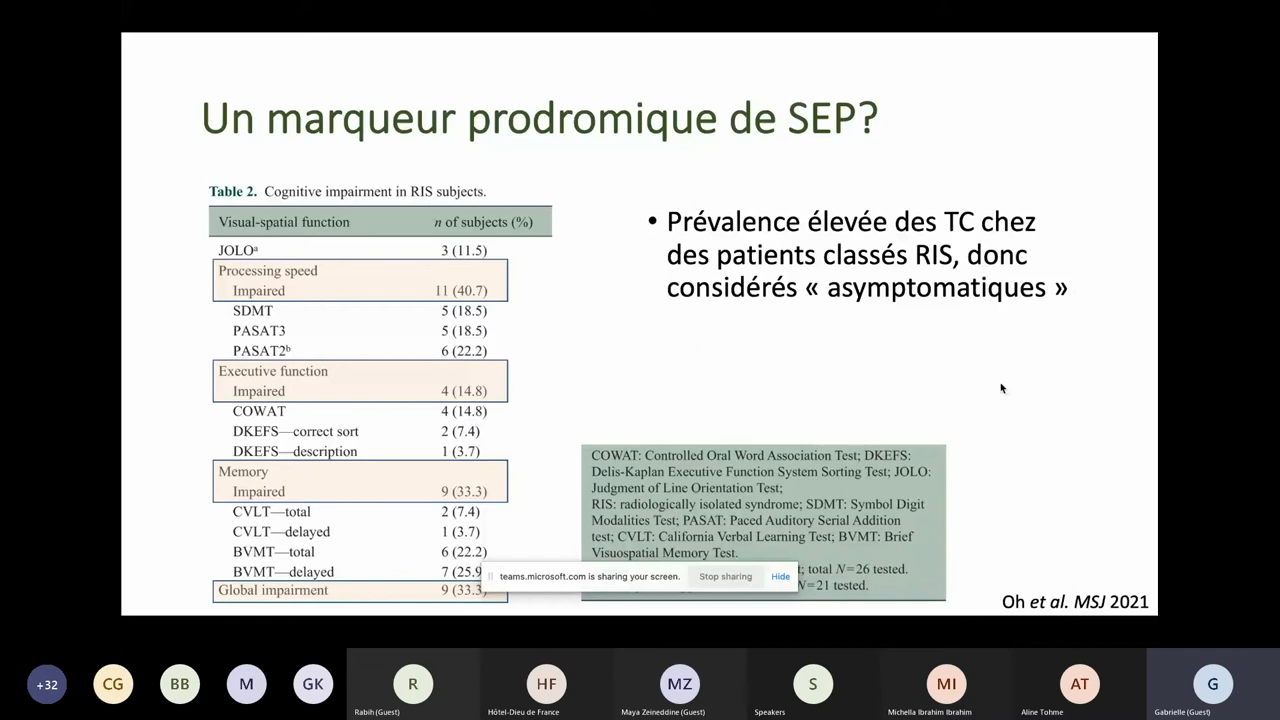 Un marqueur prodromique de SEP?
Table 2. Cognitive impairment in RIS subjects.
Visual-spatial function n of subjects (%)
JOLOᵃ 3 (11.5)
Processing speed
Impaired 11 (40.7)
SDMT 5 (18.5)
PASAT3 5 (18.5)
PASAT2ᵇ 6 (22.2)
Executive function
Impaired 4 (14.8)
COWAT 4 (14.8)
DKEFS—correct sort 2 (7.4)
DKEFS—description 1 (3.7)
Memory
Impaired 9 (33.3)
CVLT—total 2 (7.4)
CVLT—delayed 1 (3.7)
BVMT—total 6 (22.2)
BVMT—delayed 7 (25.9
Global impairment 9 (33.3)
• Prévalence élevée des TC chez
des patients classés RIS, donc
considérés « asymptomatiques »
COWAT: Controlled Oral Word Association Test; DKEFS:
Delis-Kaplan Executive Function System Sorting Test; JOLO:
Judgment of Line Orientation Test;
RIS: radiologically isolated syndrome; SDMT: Symbol Digit
Modalities Test; PASAT: Paced Auditory Serial Addition
test; CVLT: California Verbal Learning Test; BVMT: Brief
Visuospatial Memory Test.
; total N=26 tested.
N=21 tested.
teams.microsoft.com is sharing your screen. Stop sharing Hide
Oh et al. MSJ 2021
+32 CG BB M GK R HF MZ S MI AT G
Rabih (Guest) Hôtel-Dieu de France Maya Zeineddine (Guest) Speakers Michella Ibrahim Ibrahim Aline Tohme Gabrielle (Guest)